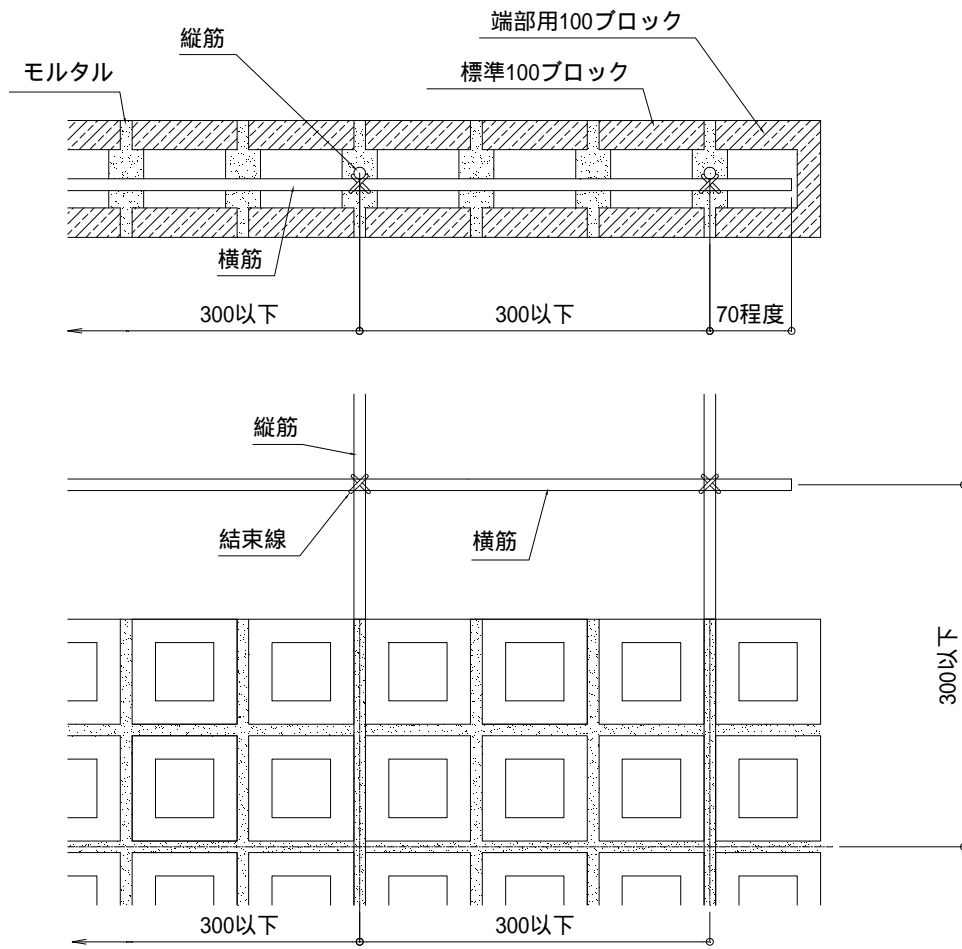 端部用100ブロック
縦筋
標準100ブロック
モルタル
横筋
300以下
300以下
70程度
縦筋
結束線
横筋
300以下
300以下
300以下